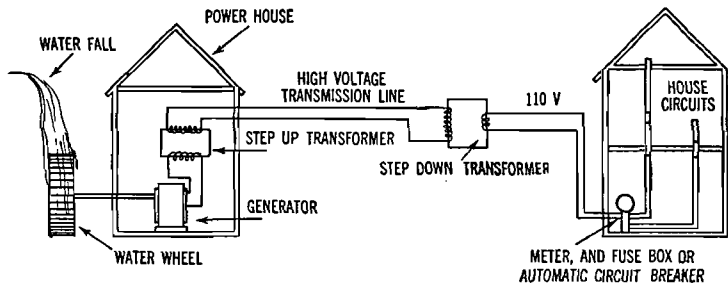 POWER HOUSE
WATER FALL
HIGH VOLTAGE
TRANSMISSION LINE
110 V
HOUSE
CIRCUITS
STEP UP TRANSFORMER
STEP DOWN TRANSFORMER
GENERATOR
WATER WHEEL
METER, AND FUSE BOX OR
AUTOMATIC CIRCUIT BREAKER